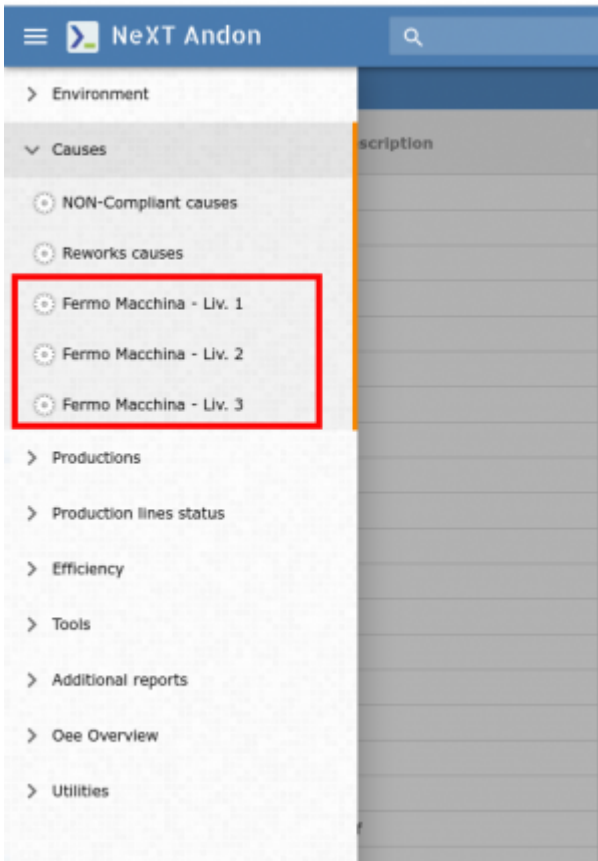 NeXT Andon
Environment
Causes
scription
NON-Compliant causes
Reworks causes
Fermo Macchina - Liv. 1
Fermo Macchina - Liv. 2
Fermo Macchina - Liv. 3
Productions
Production lines status
Efficiency
Tools
Additional reports
Oee Overview
Utilities